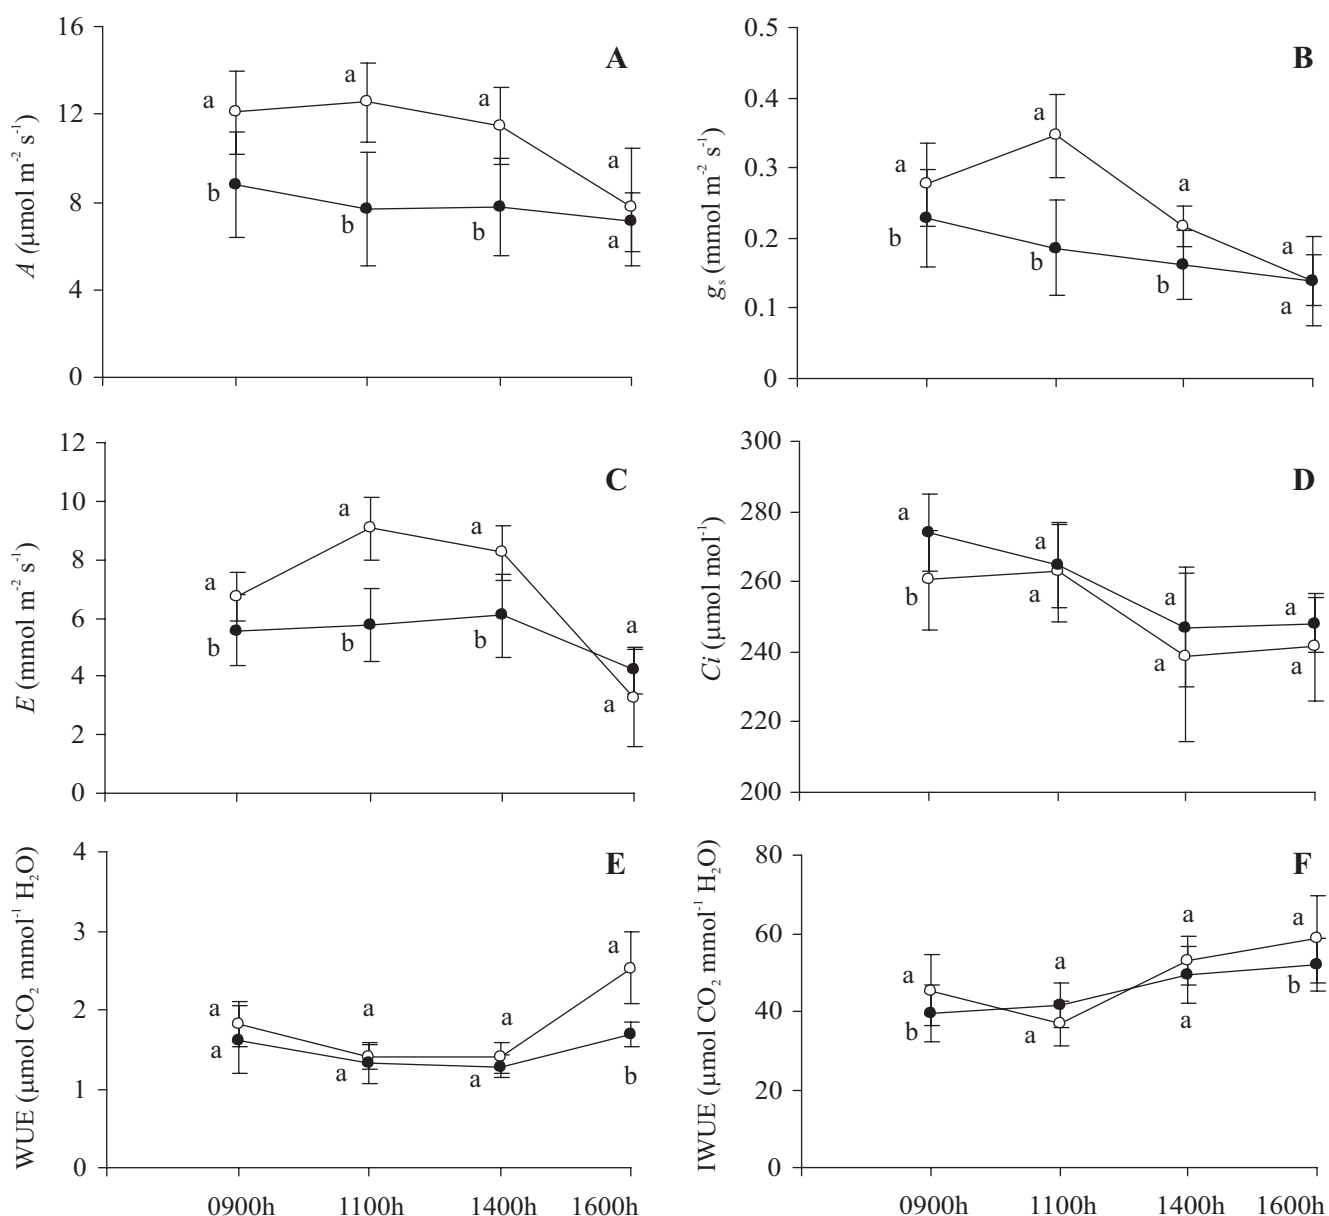 A
A (μmol m⁻² s⁻¹)
16
12
8
4
0
a
a
a
a
b
b
b
a
B
gₛ (mmol m⁻² s⁻¹)
0.5
0.4
0.3
0.2
0.1
0
a
a
a
a
b
b
b
a
C
E (mmol m⁻² s⁻¹)
12
10
8
6
4
2
0
a
a
a
a
b
b
b
a
D
Ci (μmol mol⁻¹)
300
280
260
240
220
200
a
a
a
a
b
a
a
a
E
WUE (μmol CO₂ mmol⁻¹ H₂O)
4
3
2
1
0
a
a
a
a
a
a
a
b
0900h 1100h 1400h 1600h
F
IWUE (μmol CO₂ mmol⁻¹ H₂O)
80
60
40
20
0
a
a
a
a
b
a
a
b
0900h 1100h 1400h 1600h